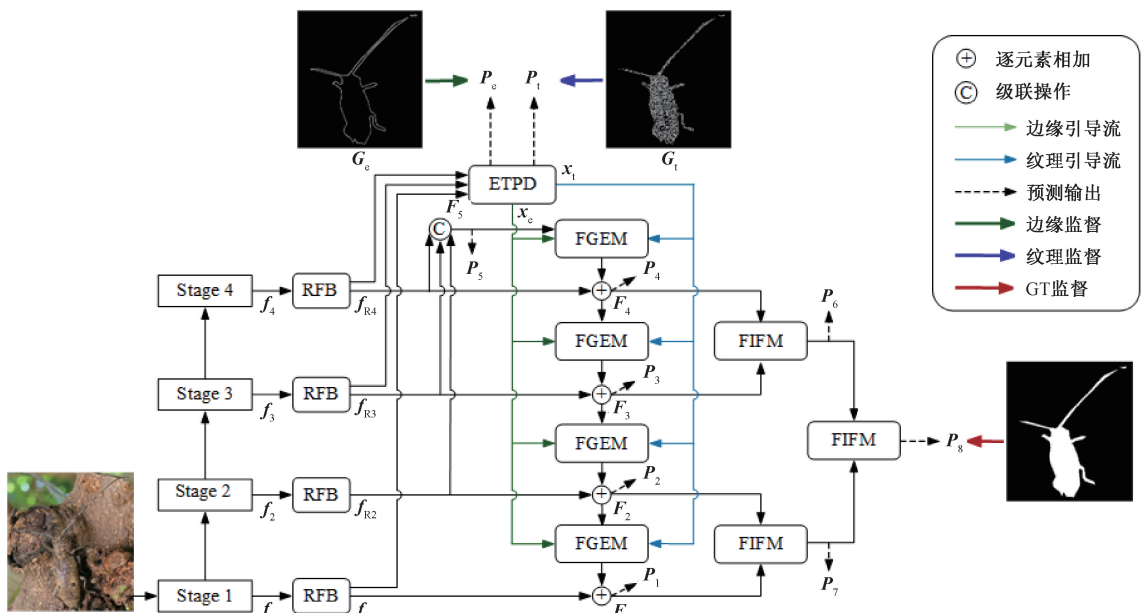 G_e
P_e
P_t
G_t
ETPD
x_t
x_e
F_5
C
P_5
FGEM
P_4
F_4
Stage 4
f_4
RFB
f_R4
FGEM
P_3
F_3
Stage 3
f_3
RFB
f_R3
FGEM
P_2
F_2
Stage 2
f_2
RFB
f_R2
FGEM
P_1
F
Stage 1
f
RFB
f
FIFM
P_6
FIFM
P_7
FIFM
P_8
逐元素相加
C 级联操作
边缘引导流
纹理引导流
预测输出
边缘监督
纹理监督
GT监督